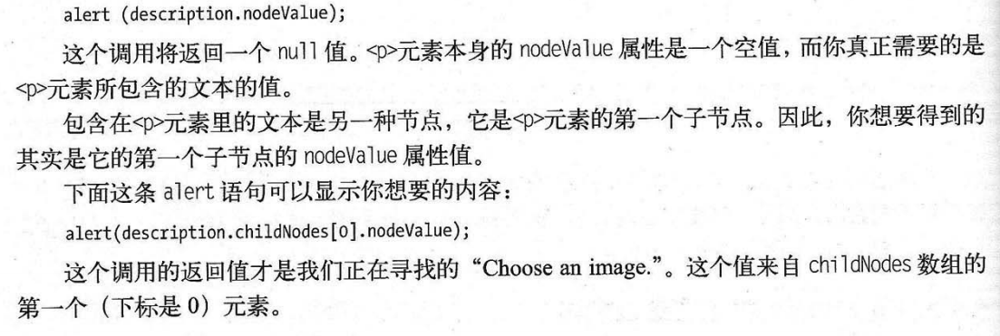 alert (description.nodeValue);
这个调用将返回一个 null 值。<p>元素本身的 nodeValue 属性是一个空值，而你真正需要的是
<p>元素所包含的文本的值。
包含在<p>元素里的文本是另一种节点，它是<p>元素的第一个子节点。因此，你想要得到的
其实是它的第一个子节点的 nodeValue 属性值。
下面这条 alert 语句可以显示你想要的内容：
alert(description.childNodes[0].nodeValue);
这个调用的返回值才是我们正在寻找的“Choose an image.”。这个值来自 childNodes 数组的
第一个（下标是 0）元素。